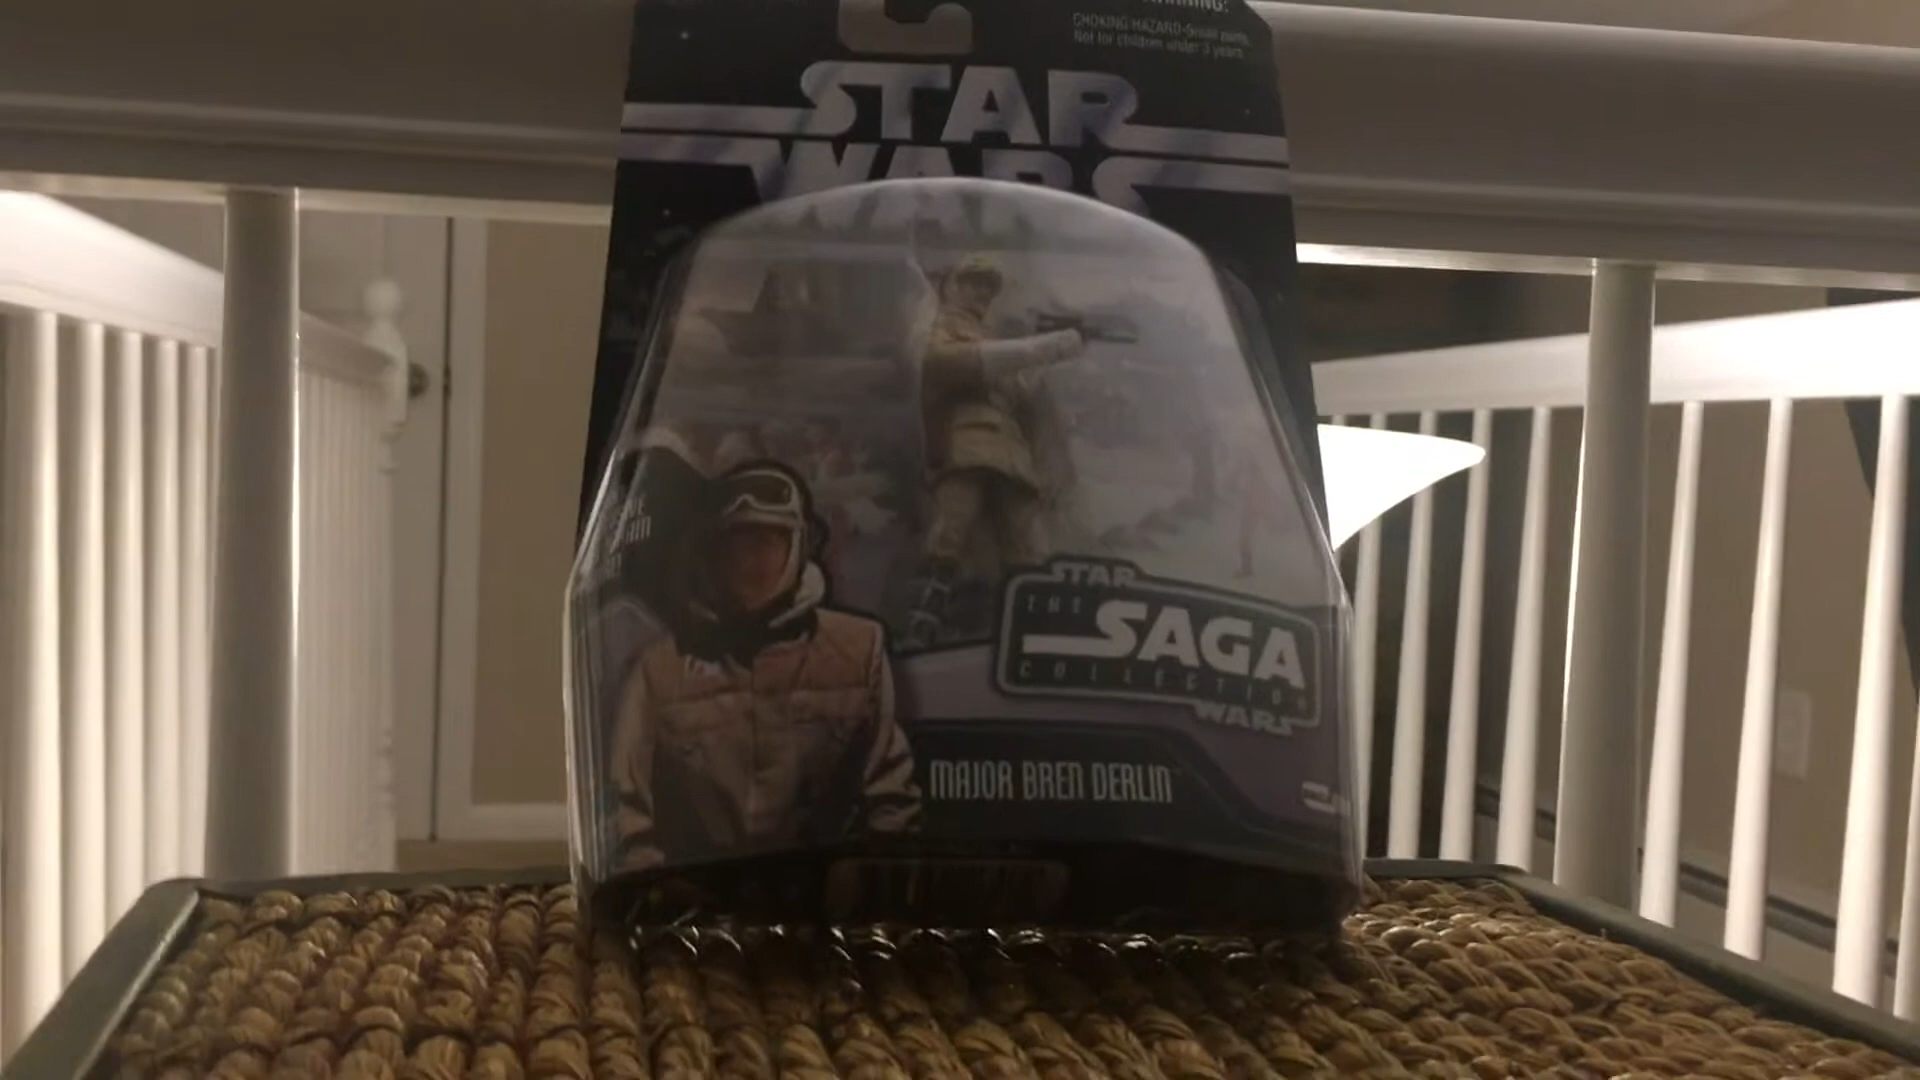 WARNING:
CHOKING HAZARD-Small parts.
Not for children under 3 years.
STAR
WARS
STAR
THE
SAGA
COLLECTION
WARS
MAJOR BREN DERLIN™